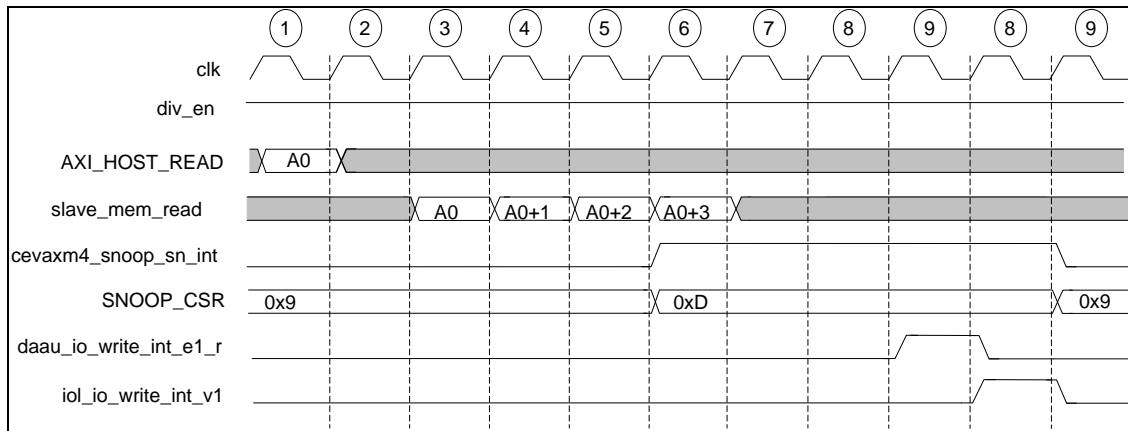 1 2 3 4 5 6 7 8 9 8 9
clk
div_en
AXI_HOST_READ A0
slave_mem_read A0 A0+1 A0+2 A0+3
cevaxm4_snoop_sn_int
SNOOP_CSR 0x9 0xD 0x9
daau_io_write_int_e1_r
iol_io_write_int_v1